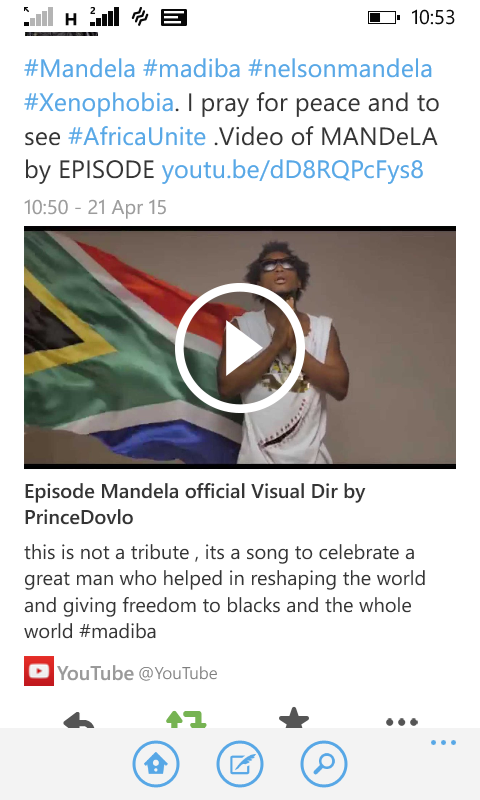 H 2 10:53
#Mandela #madiba #nelsonmandela
#Xenophobia. I pray for peace and to
see #AfricaUnite .Video of MANDeLA
by EPISODE youtu.be/dD8RQPcFys8
10:50 - 21 Apr 15
Episode Mandela official Visual Dir by
PrinceDovlo
this is not a tribute , its a song to celebrate a
great man who helped in reshaping the world
and giving freedom to blacks and the whole
world #madiba
YouTube @YouTube